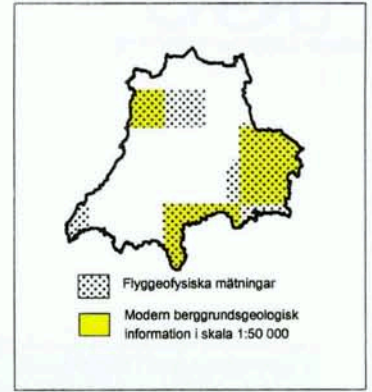 Flyggeofysiska mätningar
Modern berggrundsgeologisk
information i skala 1:50 000